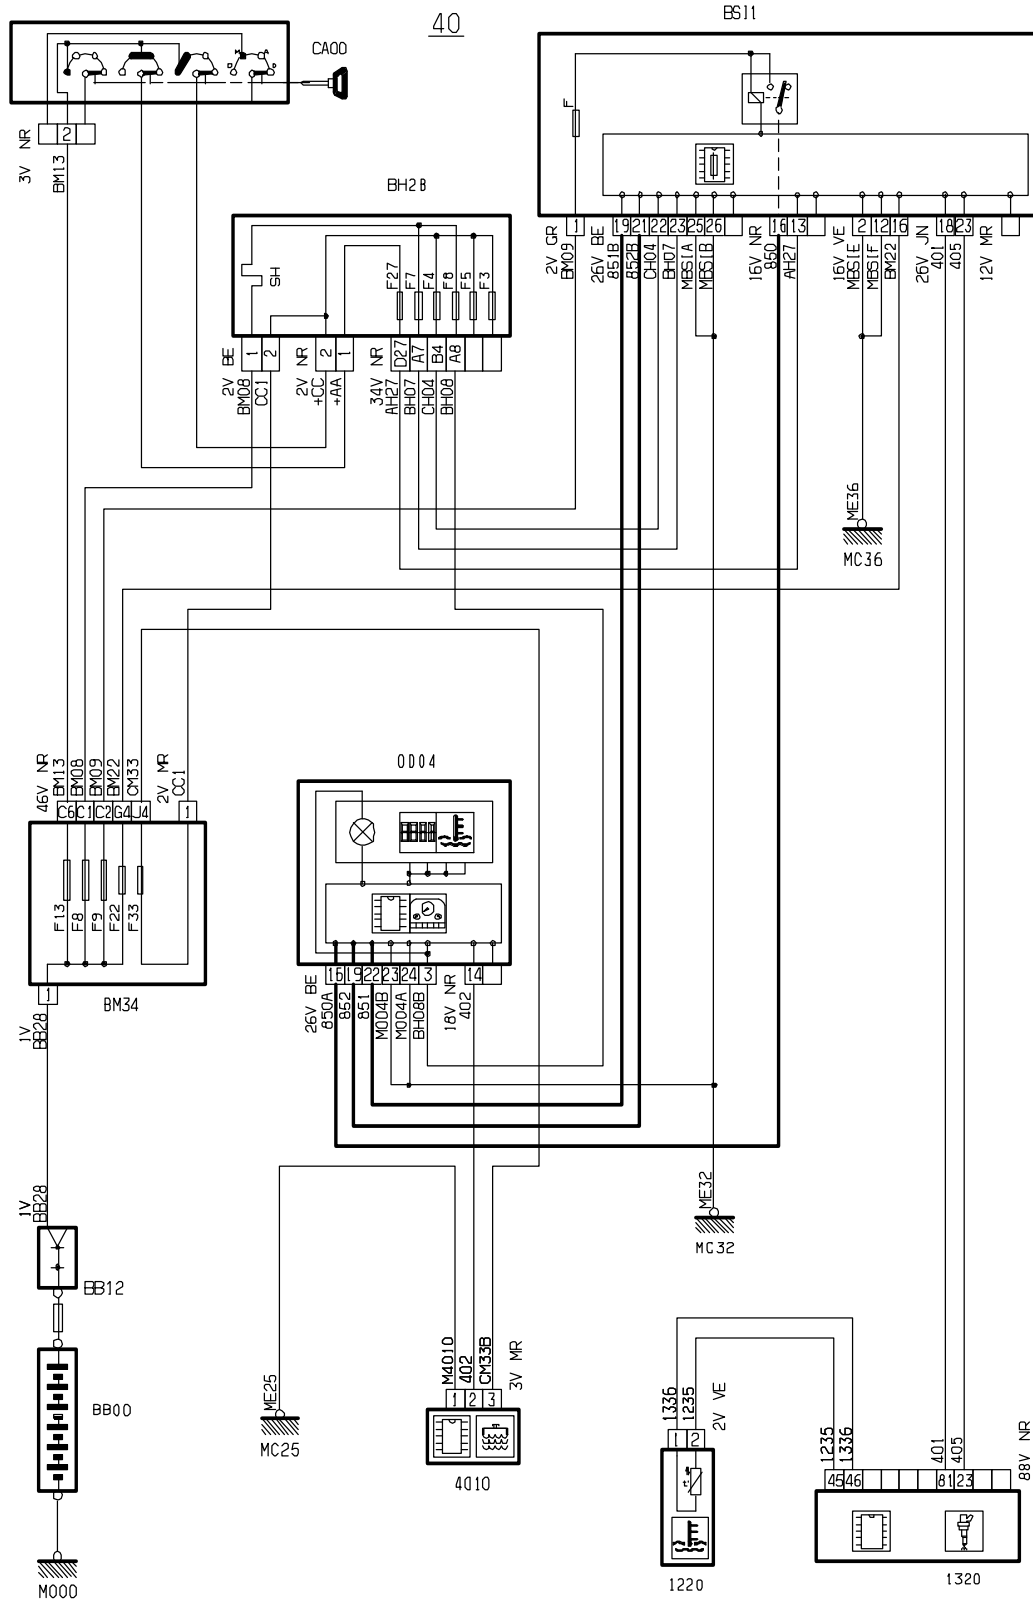 40
BSI1
CA00
M A
D
3V NR
2
BM13
BH28
F
SH
F27 F7 F4 F8 F5 F3
1 2 2 1 D27 A7 B4 A8
2V BE BM08 CC1 2V NR +CC +AA 34V NR AH27 BH07 CH04 BH08
1 19 21 22 23 25 26 16 13 2 12 16 18 23
2V GR BM09 26V BE 851B 852B CH04 BH07 MBSIA MBSIB 16V NR 850 AH27 16V VE MBSIE MBSIF BM22 26V JN 401 405 12V MR
ME36
MC36
46V NR BM13 BM08 BM09 BM22 CM33 2V MR CC1
C6 C1 C2 G4 J4 1
F13 F8 F9 F22 F33
1
BM34
1V BB28
0D04
16 19 22 23 24 3 14
26V BE 850A 852 851 M004B M004A BH08B 18V NR 402
ME32
MC32
1V BB28
BB12
BB00
M000
ME25
MC25
M4010 402 CM33B 3V MR
1 2 3
4010
1336 1235 2V VE
1 2
t°
1220
1235 1336 401 405 88V NR
45 46 81 23
1320